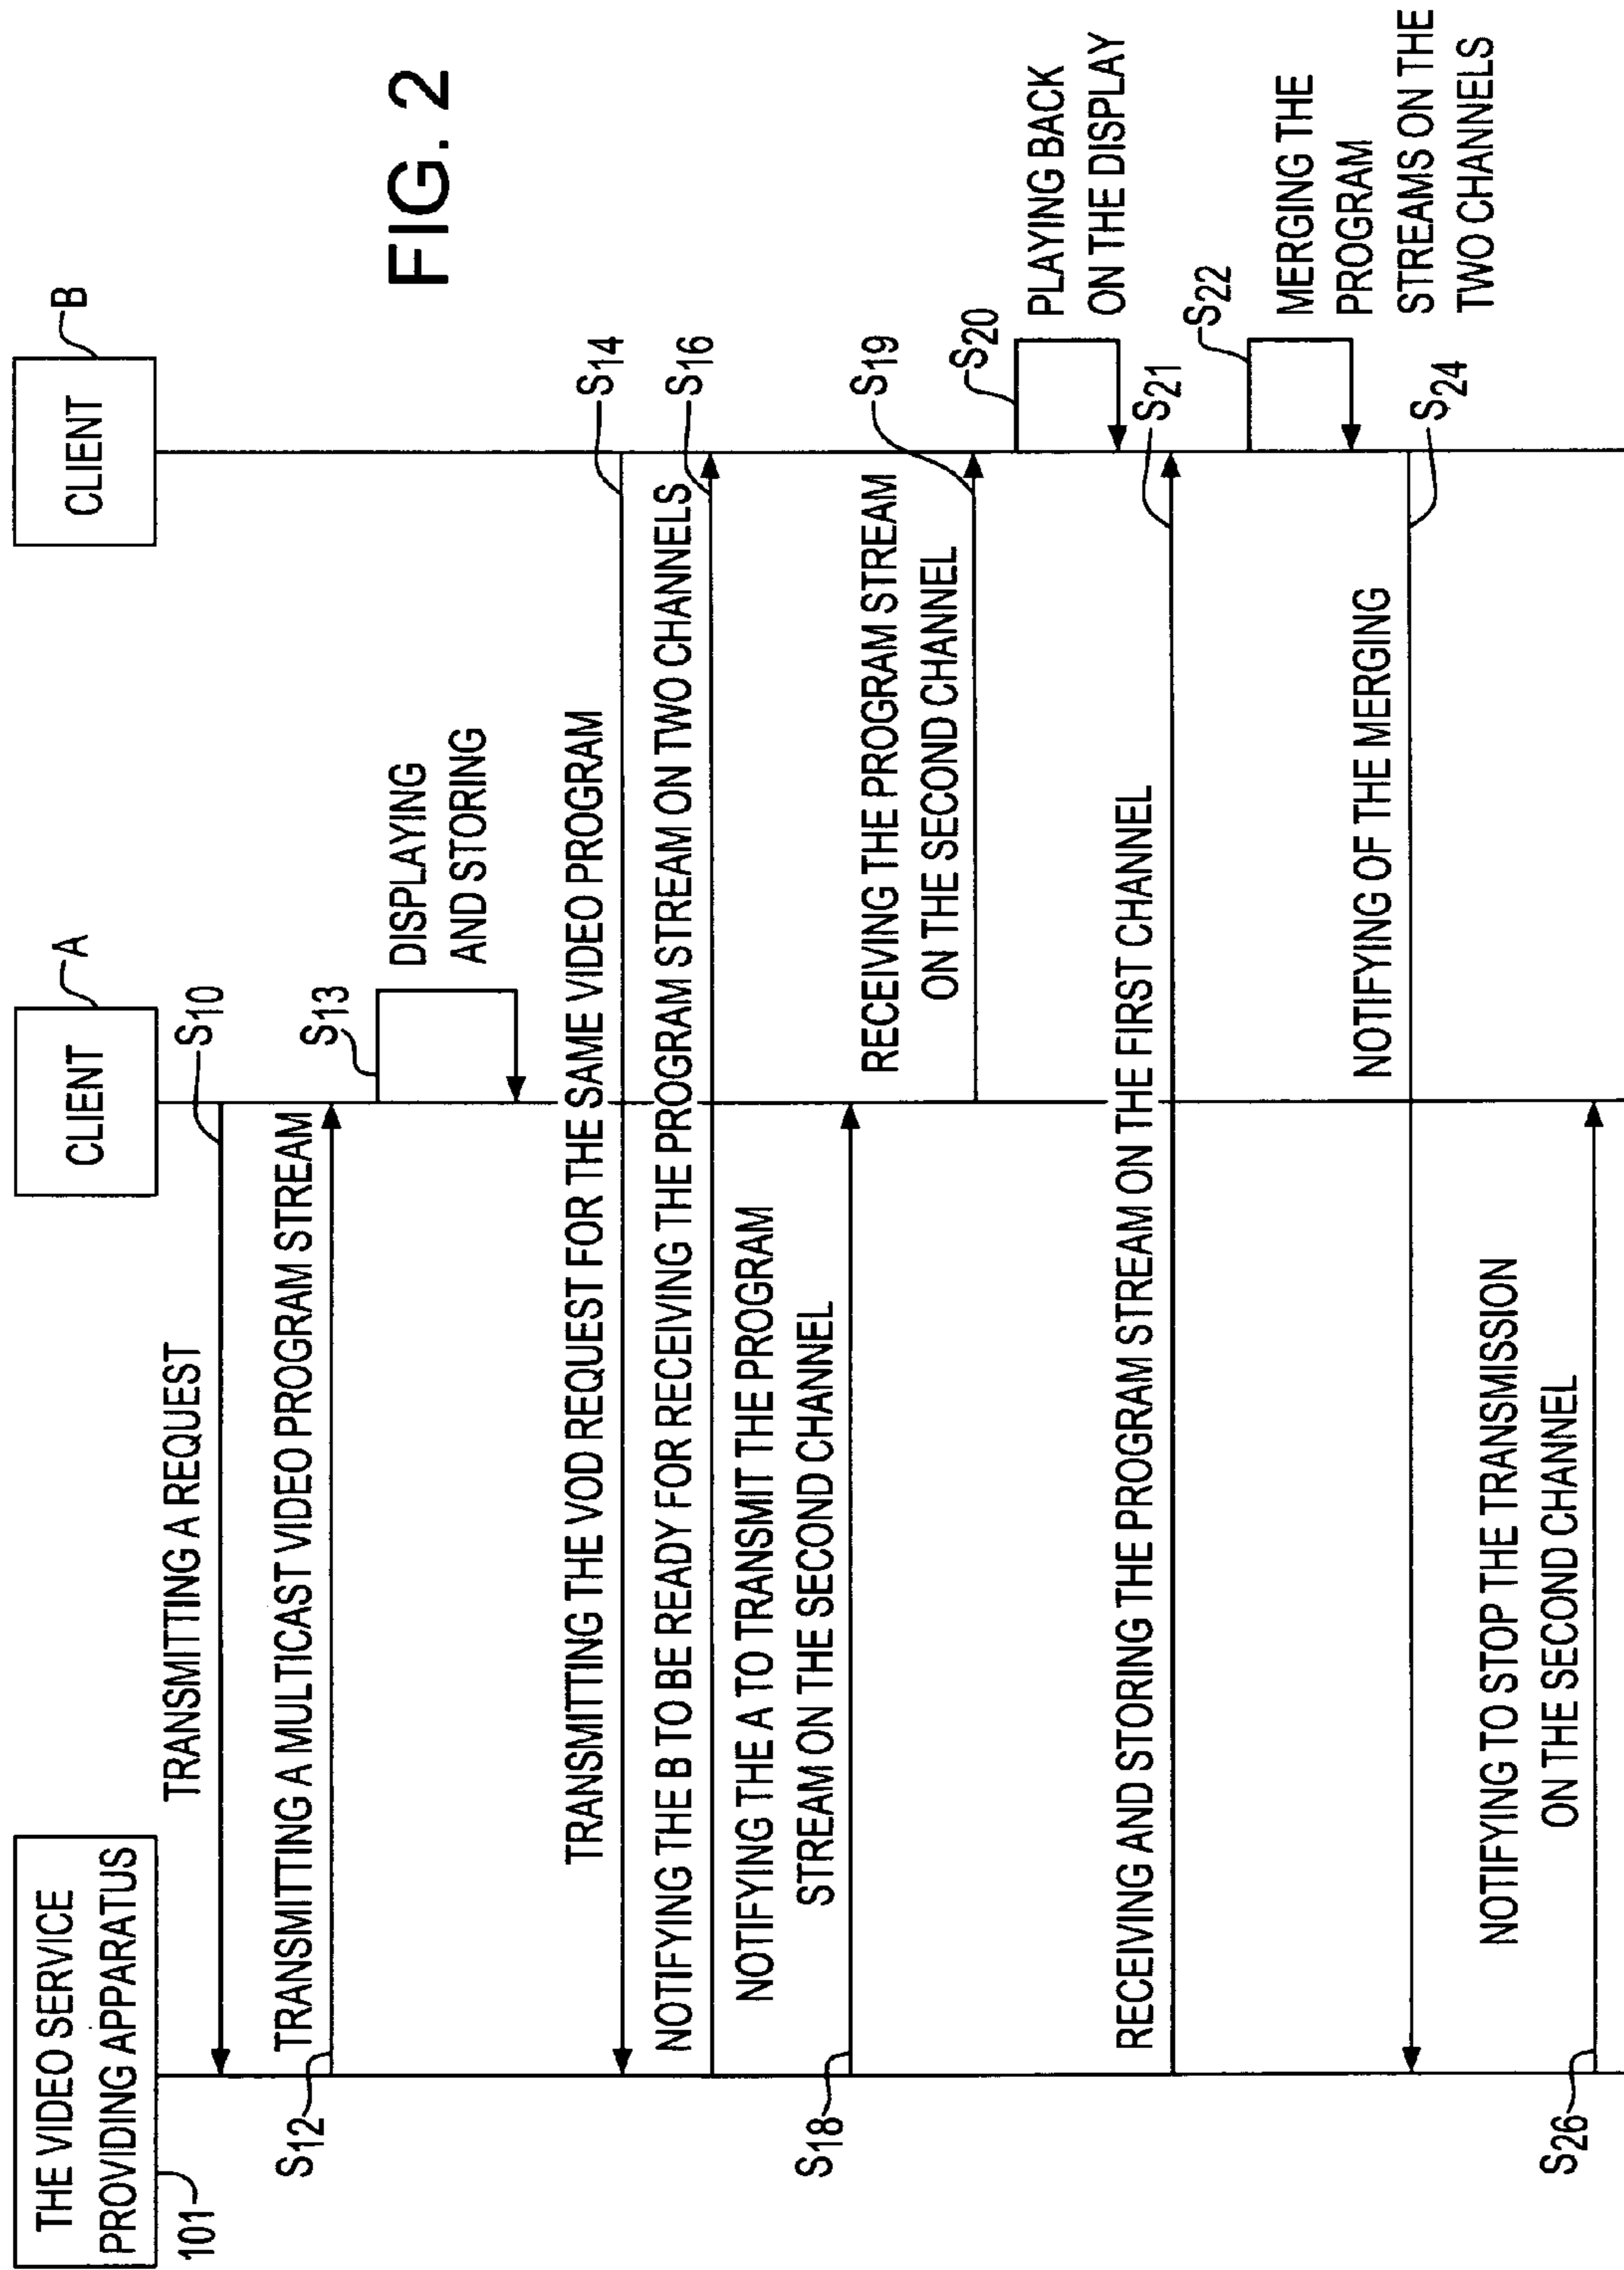 FIG. 2
THE VIDEO SERVICE
PROVIDING APPARATUS
101
CLIENT
A
CLIENT
B
TRANSMITTING A REQUEST
S10
TRANSMITTING A MULTICAST VIDEO PROGRAM STREAM
S12
S13
DISPLAYING
AND STORING
TRANSMITTING THE VOD REQUEST FOR THE SAME VIDEO PROGRAM
S14
NOTIFYING THE B TO BE READY FOR RECEIVING THE PROGRAM STREAM ON TWO CHANNELS
S16
NOTIFYING THE A TO TRANSMIT THE PROGRAM
STREAM ON THE SECOND CHANNEL
S18
RECEIVING THE PROGRAM STREAM
ON THE SECOND CHANNEL
S19
S20
PLAYING BACK
ON THE DISPLAY
RECEIVING AND STORING THE PROGRAM STREAM ON THE FIRST CHANNEL
S21
S22
MERGING THE
PROGRAM
STREAMS ON THE
TWO CHANNELS
NOTIFYING OF THE MERGING
S24
NOTIFYING TO STOP THE TRANSMISSION
ON THE SECOND CHANNEL
S26